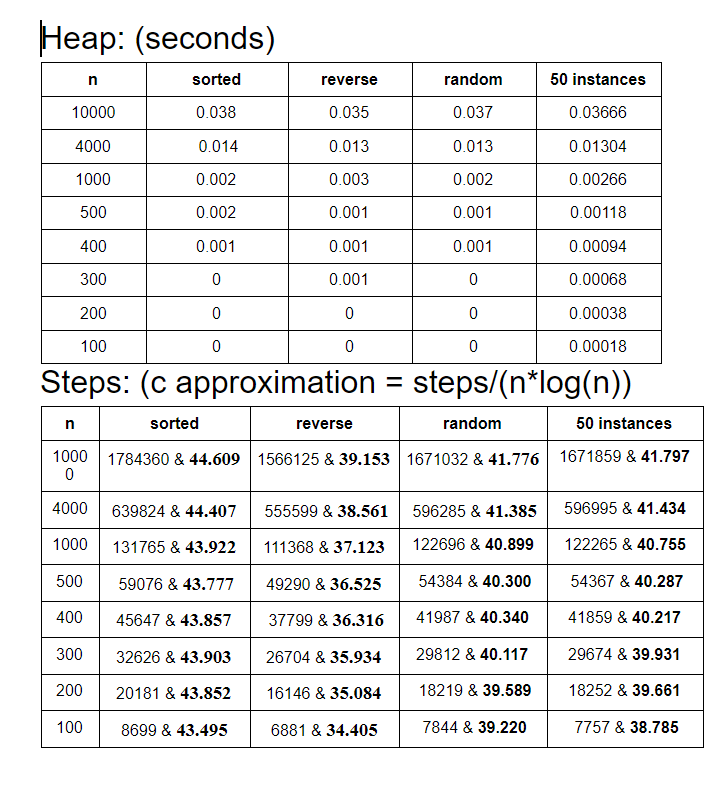 Heap: (seconds)
n sorted reverse random 50 instances
10000 0.038 0.035 0.037 0.03666
4000 0.014 0.013 0.013 0.01304
1000 0.002 0.003 0.002 0.00266
500 0.002 0.001 0.001 0.00118
400 0.001 0.001 0.001 0.00094
300 0 0.001 0 0.00068
200 0 0 0 0.00038
100 0 0 0 0.00018
Steps: (c approximation = steps/(n*log(n))
n sorted reverse random 50 instances
1000 1784360 & 44.609 1566125 & 39.153 1671032 & 41.776 1671859 & 41.797
0
4000 639824 & 44.407 555599 & 38.561 596285 & 41.385 596995 & 41.434
1000 131765 & 43.922 111368 & 37.123 122696 & 40.899 122265 & 40.755
500 59076 & 43.777 49290 & 36.525 54384 & 40.300 54367 & 40.287
400 45647 & 43.857 37799 & 36.316 41987 & 40.340 41859 & 40.217
300 32626 & 43.903 26704 & 35.934 29812 & 40.117 29674 & 39.931
200 20181 & 43.852 16146 & 35.084 18219 & 39.589 18252 & 39.661
100 8699 & 43.495 6881 & 34.405 7844 & 39.220 7757 & 38.785